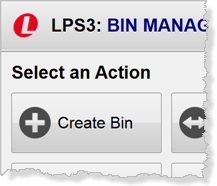 LPS3: BIN MANAG
Select an Action
Create Bin